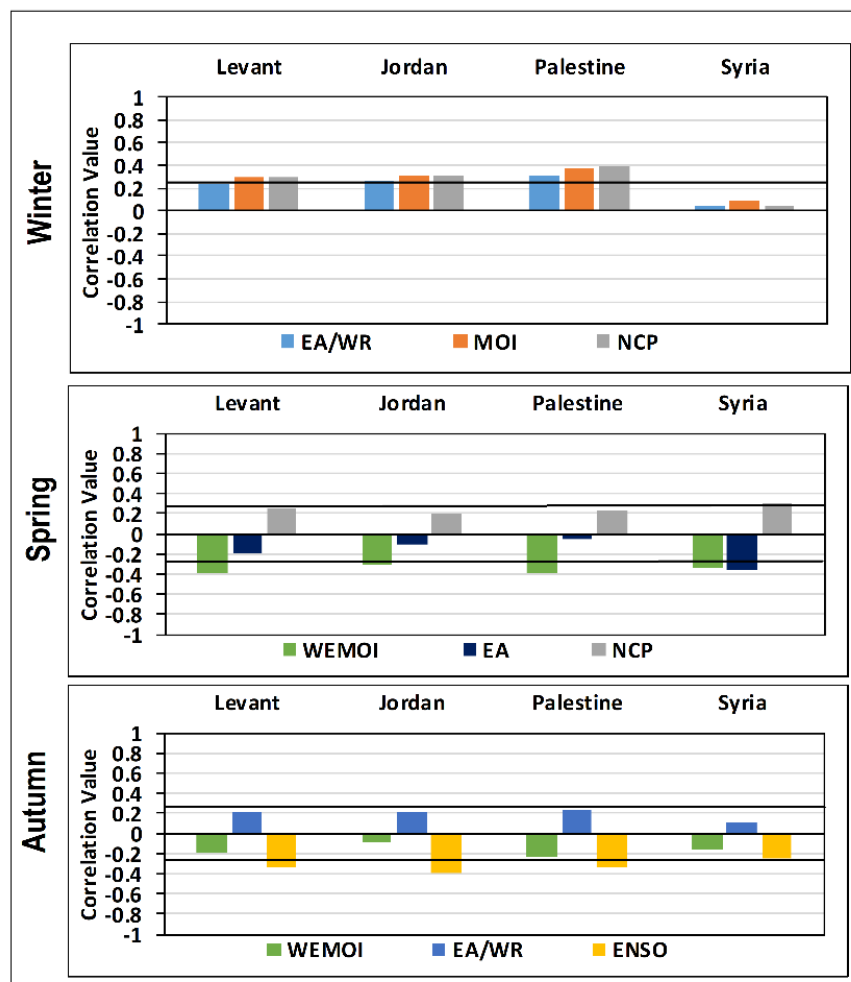 Winter
Levant Jordan Palestine Syria
Correlation Value
1
0.8
0.6
0.4
0.2
0
-0.2
-0.4
-0.6
-0.8
-1
EA/WR MOI NCP
Spring
Levant Jordan Palestine Syria
Correlation Value
1
0.8
0.6
0.4
0.2
0
-0.2
-0.4
-0.6
-0.8
-1
WEMOI EA NCP
Autumn
Levant Jordan Palestine Syria
Correlation Value
1
0.8
0.6
0.4
0.2
0
-0.2
-0.4
-0.6
-0.8
-1
WEMOI EA/WR ENSO